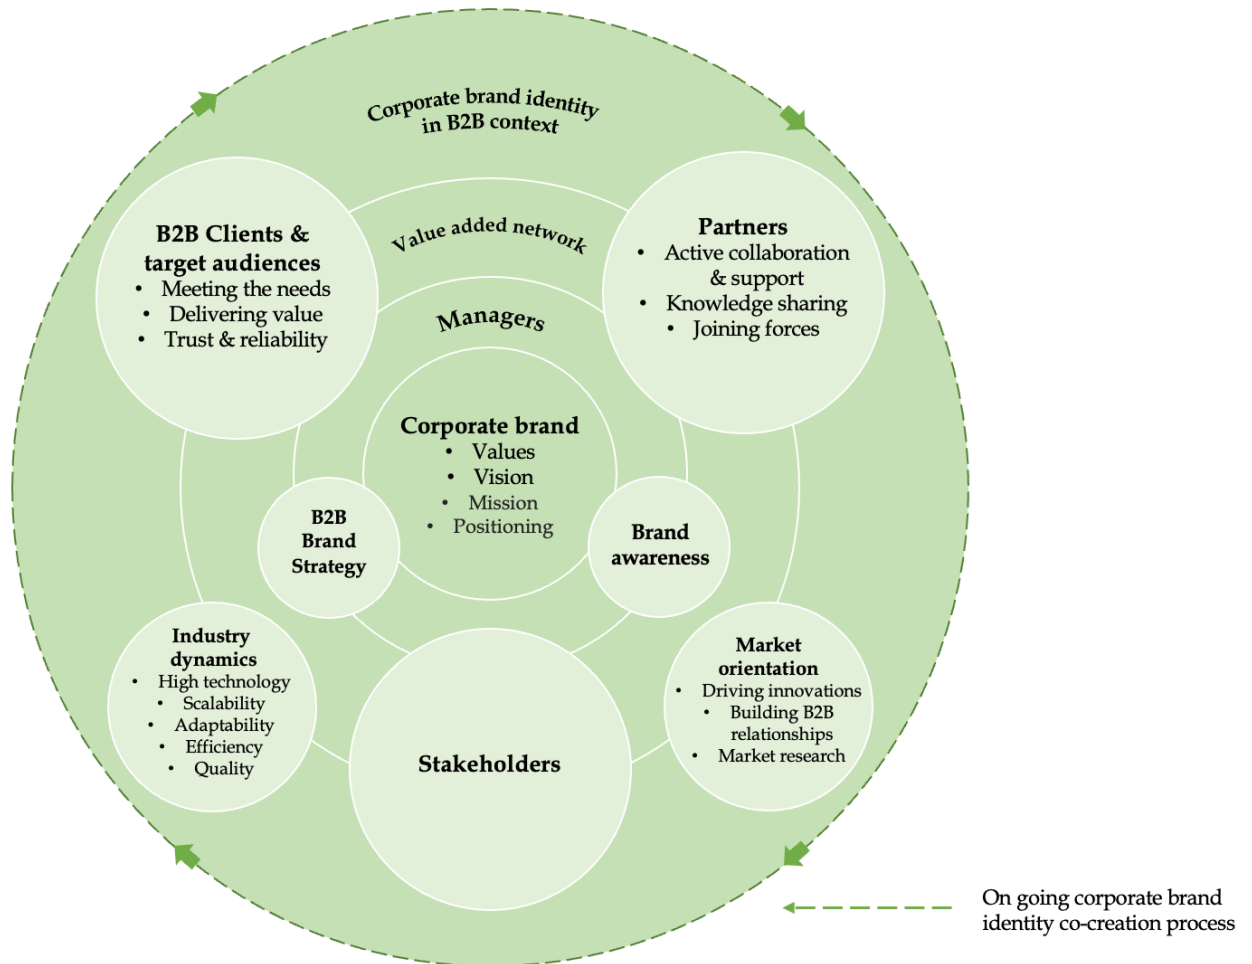 Corporate brand identity
in B2B context
Value added network
Managers
B2B Clients &
target audiences
• Meeting the needs
• Delivering value
• Trust & reliability
Partners
• Active collaboration
& support
• Knowledge sharing
• Joining forces
Corporate brand
• Values
• Vision
• Mission
• Positioning
B2B
Brand
Strategy
Brand
awareness
Industry
dynamics
• High technology
• Scalability
• Adaptability
• Efficiency
• Quality
Stakeholders
Market
orientation
• Driving innovations
• Building B2B
relationships
• Market research
On going corporate brand
identity co-creation process